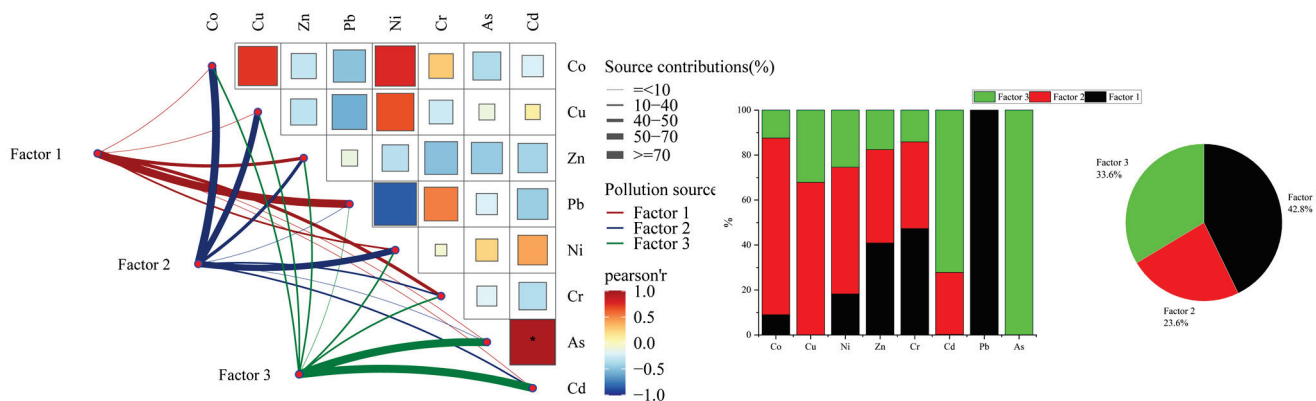 Co Cu Zn Pb Ni Cr As Cd
Co
Cu
Zn
Pb
Ni
Cr
As
Cd
*
Factor 1
Factor 2
Factor 3
Source contributions(%)
=<10
10−40
40−50
50−70
>=70
Pollution source
Factor 1
Factor 2
Factor 3
pearson'r
1.0
0.5
0.0
−0.5
−1.0
Factor 3 Factor 2 Factor 1
%
100
80
60
40
20
0
Co Cu Ni Zn Cr Cd Pb As
Factor 3
33.6%
Factor
42.8%
Factor 2
23.6%